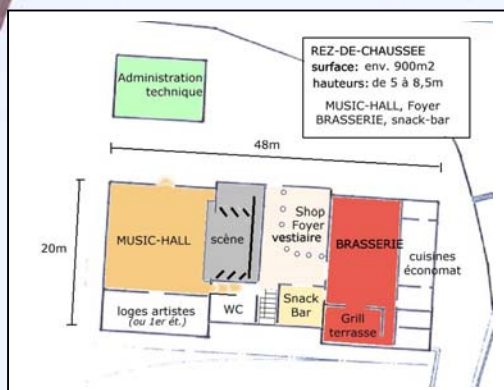 REZ-DE-CHAUSSEE
surface: env. 900m2
hauteurs: de 5 à 8,5m
MUSIC-HALL, Foyer
BRASSERIE, snack-bar
Administration
technique
48m
20m
MUSIC-HALL
scène
Shop
Foyer
vestiaire
BRASSERIE
cuisines
économat
loges artistes
(ou 1er ét.)
WC
Snack
Bar
Grill
terrasse